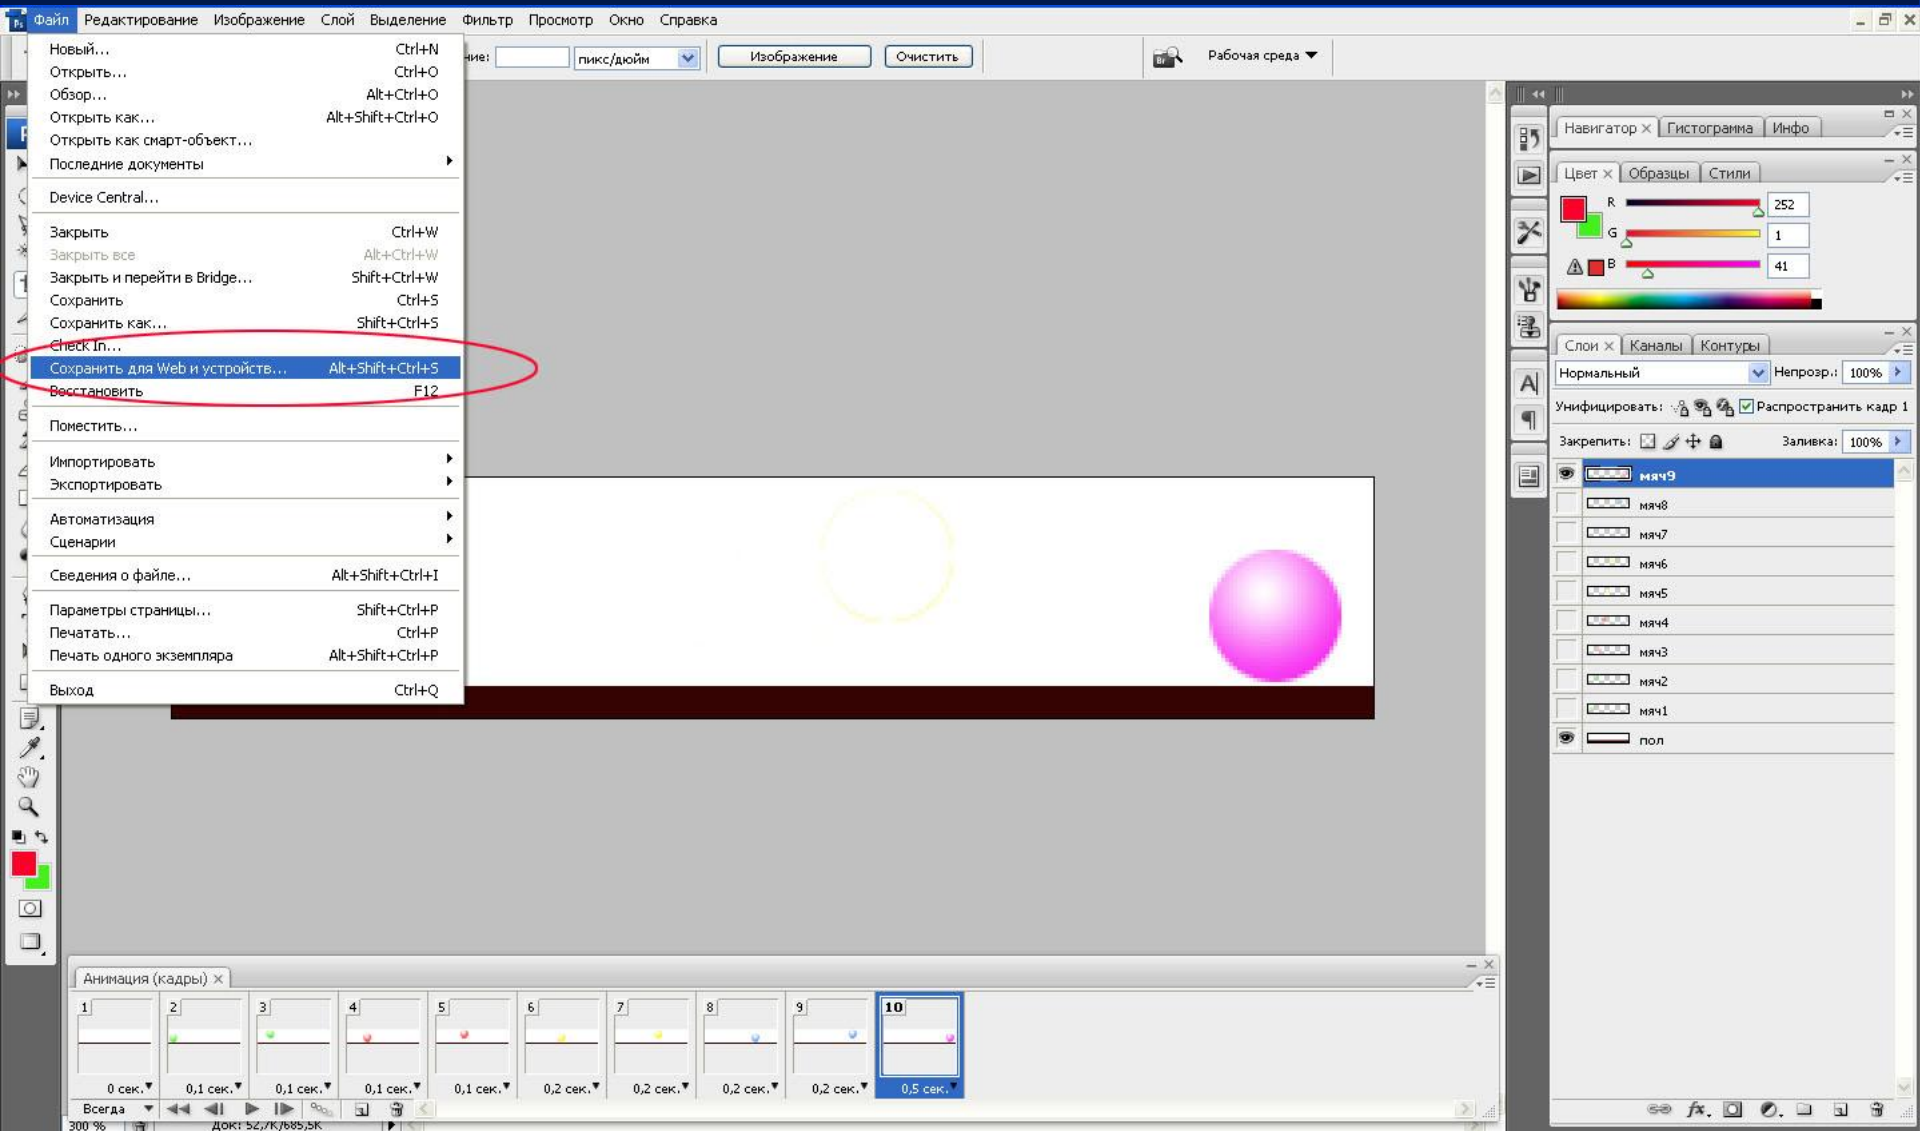 Файл Редактирование Изображение Слой Выделение Фильтр Просмотр Окно Справка
Новый... Ctrl+N
Открыть... Ctrl+O
Обзор... Alt+Ctrl+O
Открыть как... Alt+Shift+Ctrl+O
Открыть как смарт-объект...
Последние документы
Device Central...
Закрыть Ctrl+W
Закрыть все Alt+Ctrl+W
Закрыть и перейти в Bridge... Shift+Ctrl+W
Сохранить Ctrl+S
Сохранить как... Shift+Ctrl+S
Check In...
Сохранить для Web и устройств... Alt+Shift+Ctrl+S
Восстановить F12
Поместить...
Импортировать
Экспортировать
Автоматизация
Сценарии
Сведения о файле... Alt+Shift+Ctrl+I
Параметры страницы... Shift+Ctrl+P
Печатать... Ctrl+P
Печать одного экземпляра Alt+Shift+Ctrl+P
Выход Ctrl+Q
ние: пикс/дюйм Изображение Очистить Рабочая среда
Навигатор Гистограмма Инфо
Цвет Образцы Стили
R 252
G 1
B 41
Слои Каналы Контуры
Нормальный Непрозр.: 100%
Унифицировать: Распространить кадр 1
Закрепить: Заливка: 100%
мяч9
мяч8
мяч7
мяч6
мяч5
мяч4
мяч3
мяч2
мяч1
пол
Анимация (кадры)
1 2 3 4 5 6 7 8 9 10
0 сек. 0,1 сек. 0,1 сек. 0,1 сек. 0,1 сек. 0,2 сек. 0,2 сек. 0,2 сек. 0,2 сек. 0,5 сек.
Всегда
300 % Док: 52,7K/685,5K